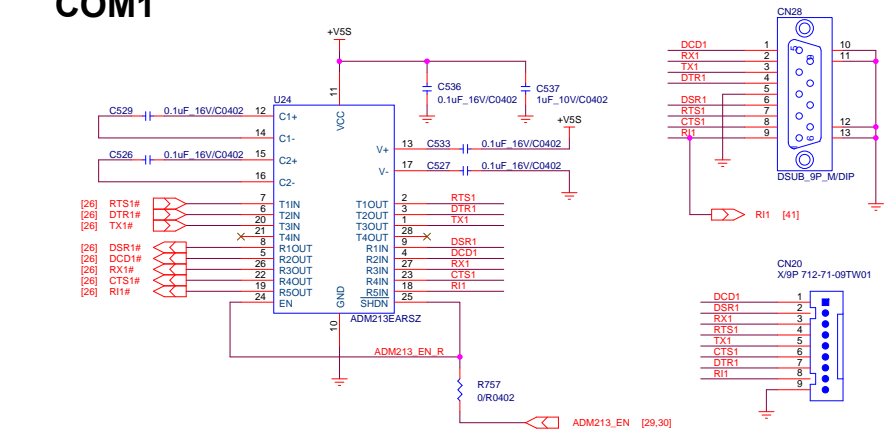 COM1
+V5S
C536
0.1uF_16V/C0402
C537
1uF_10V/C0402
U24
C529
0.1uF_16V/C0402
12
C1+
14
C1-
C526
0.1uF_16V/C0402
15
C2+
16
C2-
11
VCC
+V5S
V+
13
C533
0.1uF_16V/C0402
V-
17
C527
0.1uF_16V/C0402
[26] RTS1# 7 T1IN T1OUT 2 RTS1
[26] DTR1# 6 T2IN T2OUT 3 DTR1
[26] TX1# 20 T3IN T3OUT 1 TX1
21 T4IN T4OUT 28
[26] DSR1# 8 R1OUT R1IN 9 DSR1
[26] DCD1# 5 R2OUT R2IN 4 DCD1
[26] RX1# 26 R3OUT R3IN 27 RX1
[26] CTS1# 22 R4OUT R4IN 23 CTS1
[26] RI1# 19 R5OUT R5IN 18 RI1
24 EN SHDN 25
GND
10
ADM213EARSZ
ADM213_EN_R
R757
0/R0402
ADM213_EN [29,30]
CN28
DCD1 1
RX1 2
TX1 3
DTR1 4
5
DSR1 6
RTS1 7
CTS1 8
RI1 9
5
9
1
6
10
11
12
13
DSUB_9P_M/DIP
RI1 [41]
CN20
X/9P 712-71-09TW01
DCD1 1
DSR1 2
RX1 3
RTS1 4
TX1 5
CTS1 6
DTR1 7
RI1 8
9